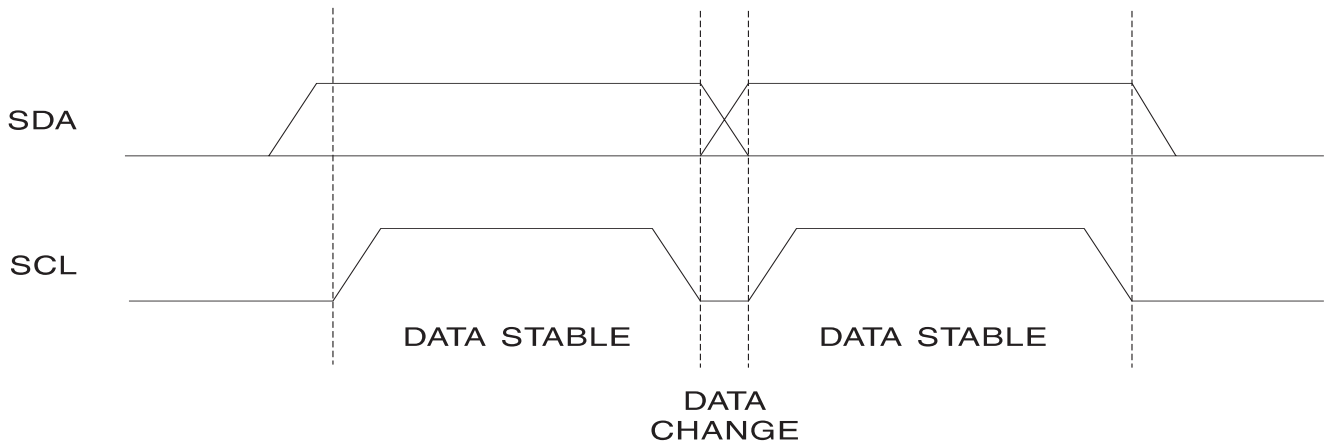 SDA
SCL
DATA STABLE
DATA STABLE
DATA
CHANGE